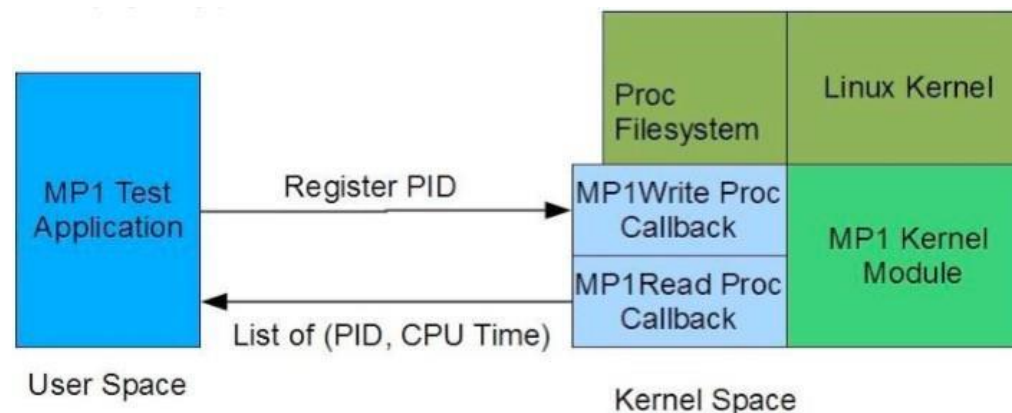 Proc
Filesystem
Linux Kernel
MP1 Test
Application
Register PID
MP1Write Proc
Callback
MP1 Kernel
Module
MP1Read Proc
Callback
List of (PID, CPU Time)
User Space
Kernel Space